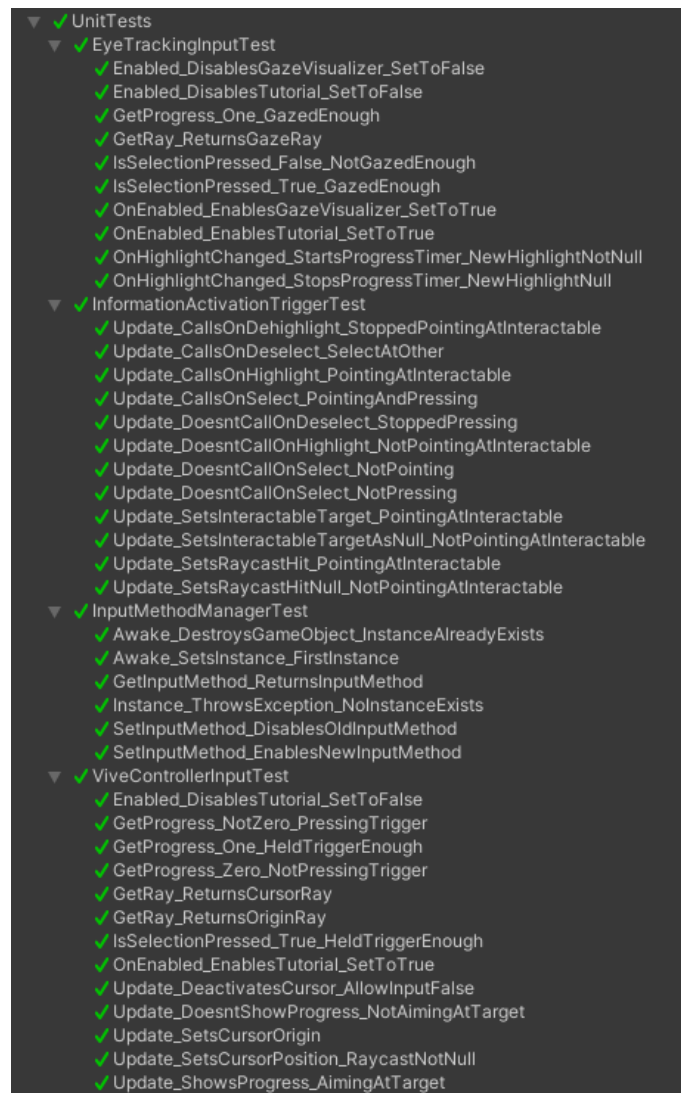 UnitTests
EyeTrackingInputTest
Enabled_DisablesGazeVisualizer_SetToFalse
Enabled_DisablesTutorial_SetToFalse
GetProgress_One_GazedEnough
GetRay_ReturnsGazeRay
IsSelectionPressed_False_NotGazedEnough
IsSelectionPressed_True_GazedEnough
OnEnabled_EnablesGazeVisualizer_SetToTrue
OnEnabled_EnablesTutorial_SetToTrue
OnHighlightChanged_StartsProgressTimer_NewHighlightNotNull
OnHighlightChanged_StopsProgressTimer_NewHighlightNull
InformationActivationTriggerTest
Update_CallsOnDehighlight_StoppedPointingAtInteractable
Update_CallsOnDeselect_SelectAtOther
Update_CallsOnHighlight_PointingAtInteractable
Update_CallsOnSelect_PointingAndPressing
Update_DoesntCallOnDeselect_StoppedPressing
Update_DoesntCallOnHighlight_NotPointingAtInteractable
Update_DoesntCallOnSelect_NotPointing
Update_DoesntCallOnSelect_NotPressing
Update_SetsInteractableTarget_PointingAtInteractable
Update_SetsInteractableTargetAsNull_NotPointingAtInteractable
Update_SetsRaycastHit_PointingAtInteractable
Update_SetsRaycastHitNull_NotPointingAtInteractable
InputMethodManagerTest
Awake_DestroysGameObject_InstanceAlreadyExists
Awake_SetsInstance_FirstInstance
GetInputMethod_ReturnsInputMethod
Instance_ThrowsException_NoInstanceExists
SetInputMethod_DisablesOldInputMethod
SetInputMethod_EnablesNewInputMethod
ViveControllerInputTest
Enabled_DisablesTutorial_SetToFalse
GetProgress_NotZero_PressingTrigger
GetProgress_One_HeldTriggerEnough
GetProgress_Zero_NotPressingTrigger
GetRay_ReturnsCursorRay
GetRay_ReturnsOriginRay
IsSelectionPressed_True_HeldTriggerEnough
OnEnabled_EnablesTutorial_SetToTrue
Update_DeactivatesCursor_AllowInputFalse
Update_DoesntShowProgress_NotAimingAtTarget
Update_SetsCursorOrigin
Update_SetsCursorPosition_RaycastNotNull
Update_ShowsProgress_AimingAtTarget